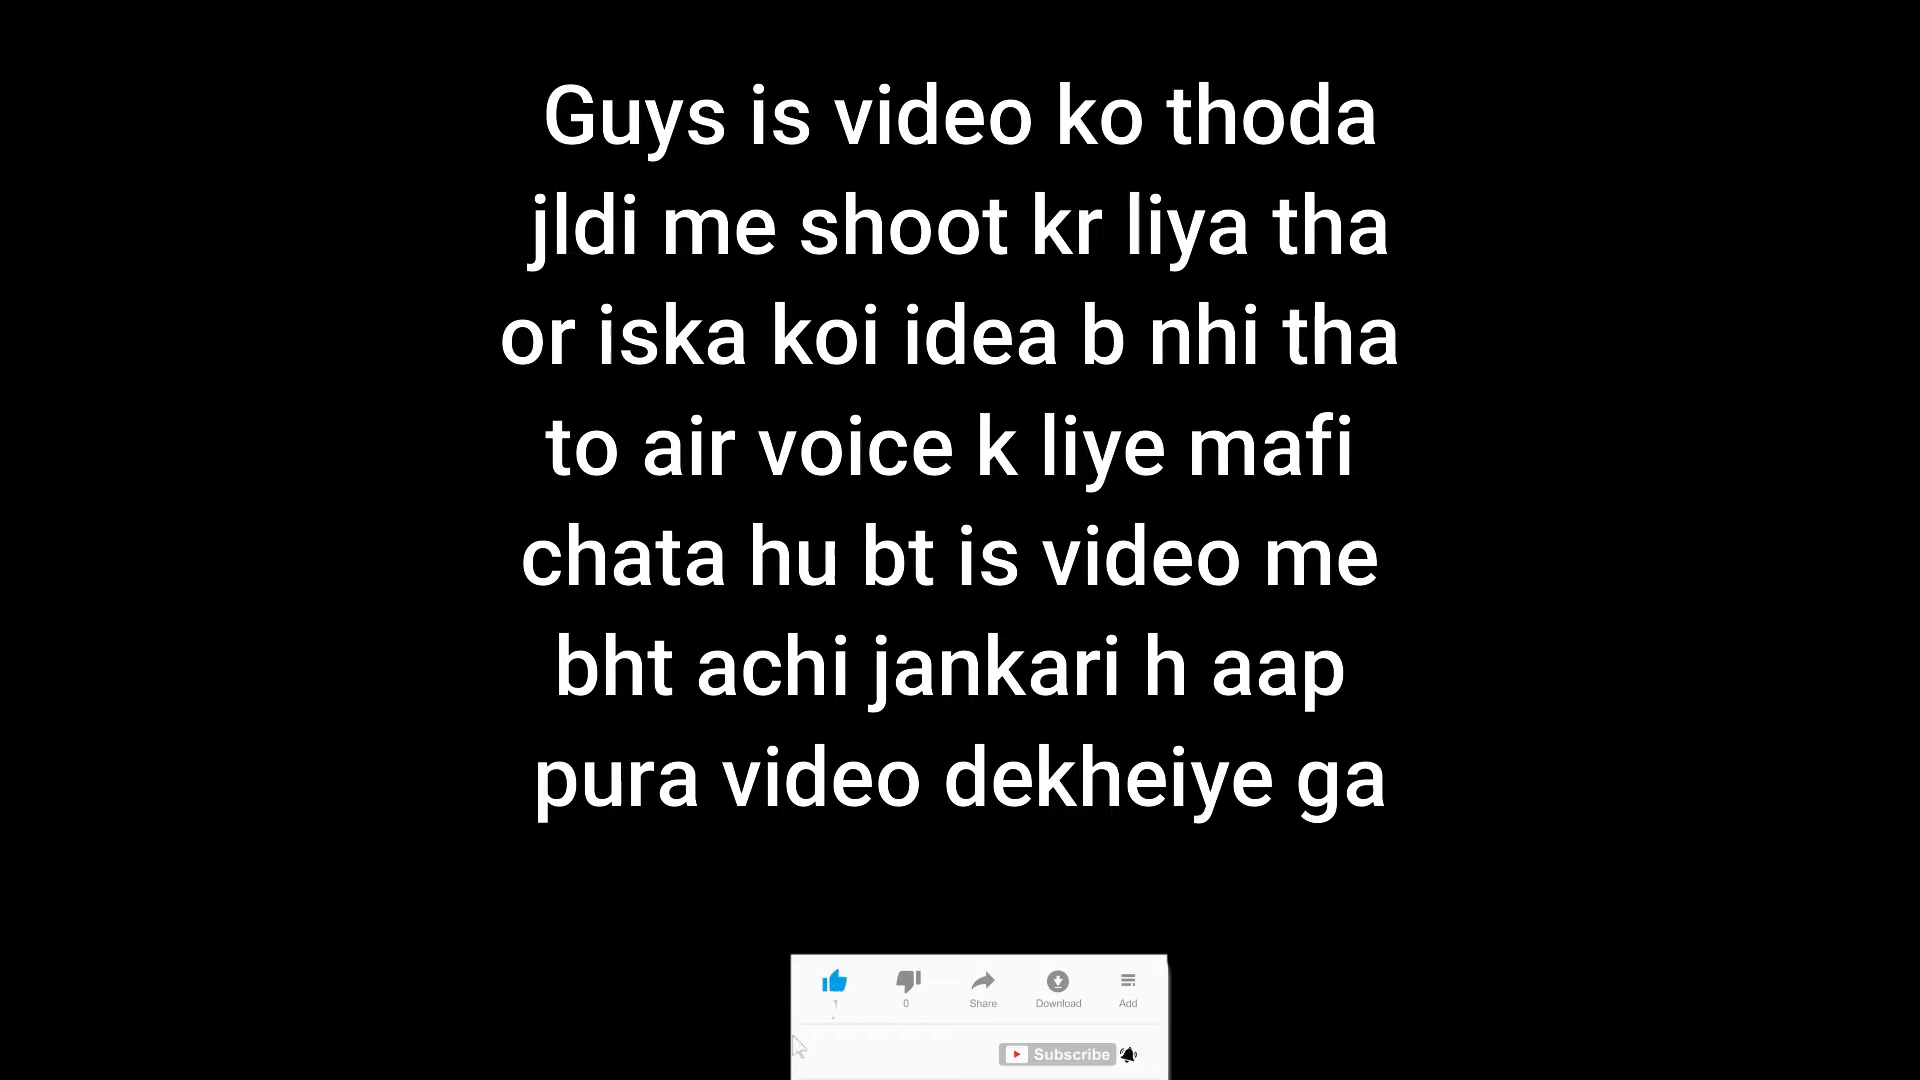 Guys is video ko thoda
jldi me shoot kr liya tha
or iska koi idea b nhi tha
to air voice k liye mafi
chata hu bt is video me
bht achi jankari h aap
pura video dekheiye ga
1 0 Share Download Add
Subscribe